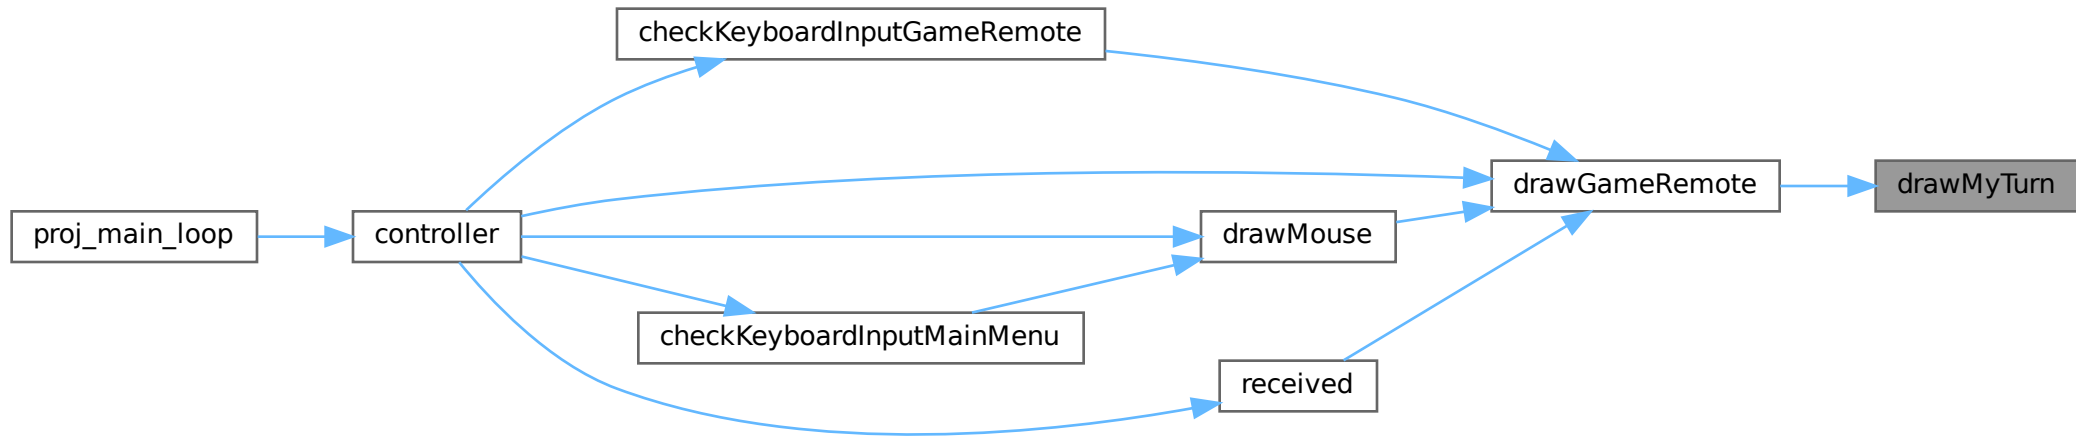 checkKeyboardInputGameRemote
drawGameRemote
drawMyTurn
proj_main_loop
controller
drawMouse
checkKeyboardInputMainMenu
received